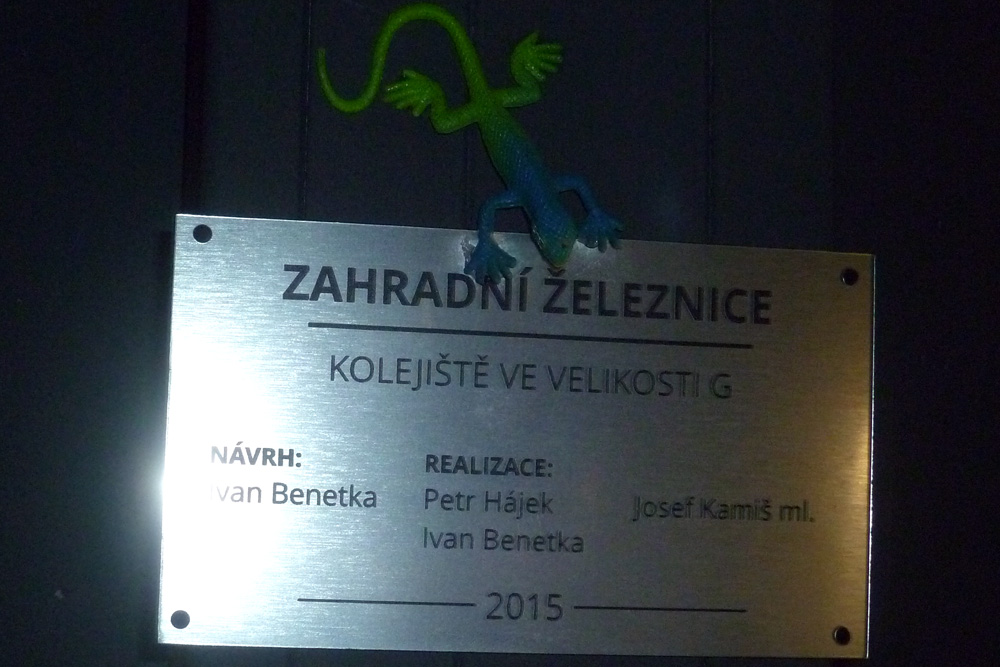 ZAHRADNÍ ŽELEZNICE
KOLEJIŠTĚ VE VELIKOSTI G
NÁVRH:
Ivan Benetka
REALIZACE:
Petr Hájek
Ivan Benetka
Josef Kamiš ml.
2015